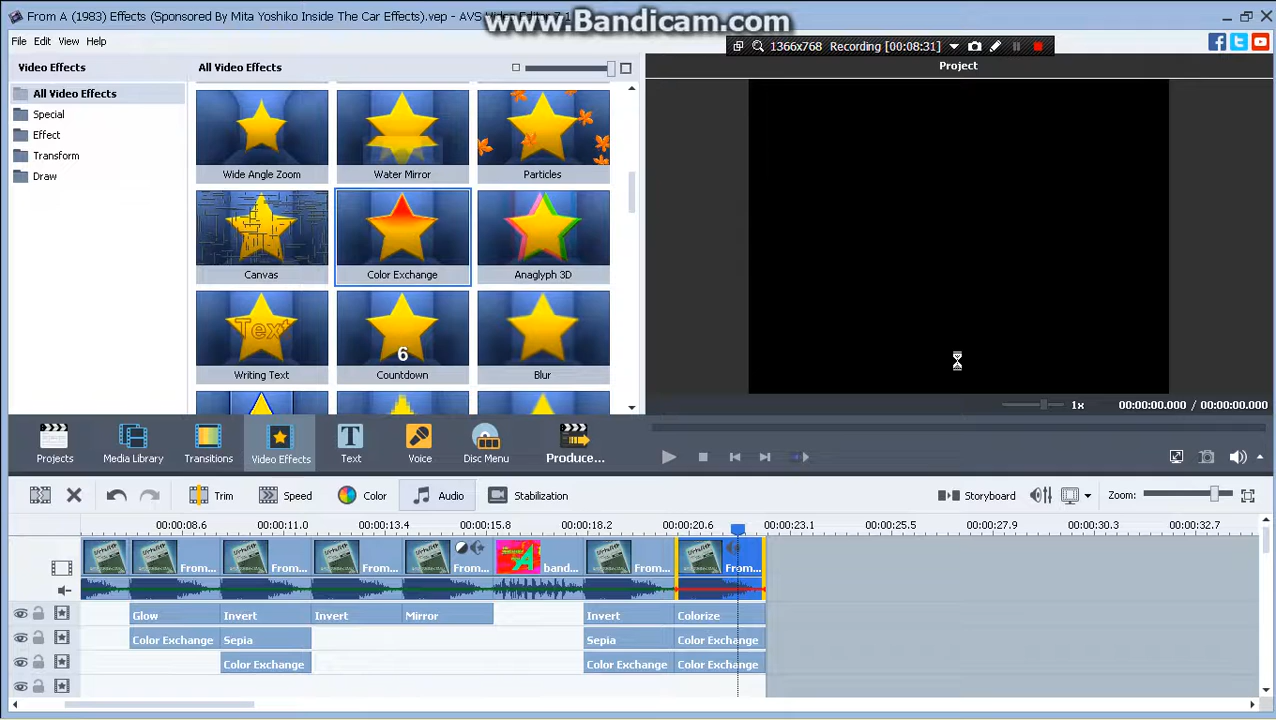 www.Bandicam.com
From A (1983) Effects (Sponsored By Mita Yoshiko Inside The Car Effects).vep - AVS Video Editor 7.1
1366x768 Recording [00:08:31]
File Edit View Help
Video Effects
All Video Effects
Project
All Video Effects
Special
Effect
Transform
Draw
Wide Angle Zoom
Water Mirror
Particles
Canvas
Color Exchange
Anaglyph 3D
Text
6
Writing Text
Countdown
Blur
1x
00:00:00.000 / 00:00:00.000
Projects
Media Library
Transitions
Video Effects
Text
Voice
Disc Menu
Produce...
Trim
Speed
Color
Audio
Stabilization
Storyboard
Zoom:
00:00:08.6
00:00:11.0
00:00:13.4
00:00:15.8
00:00:18.2
00:00:20.6
00:00:23.1
00:00:25.5
00:00:27.9
00:00:30.3
00:00:32.7
From...
From...
From...
From...
band...
From...
From...
Glow
Invert
Invert
Mirror
Invert
Colorize
Color Exchange
Sepia
Sepia
Color Exchange
Color Exchange
Color Exchange
Color Exchange